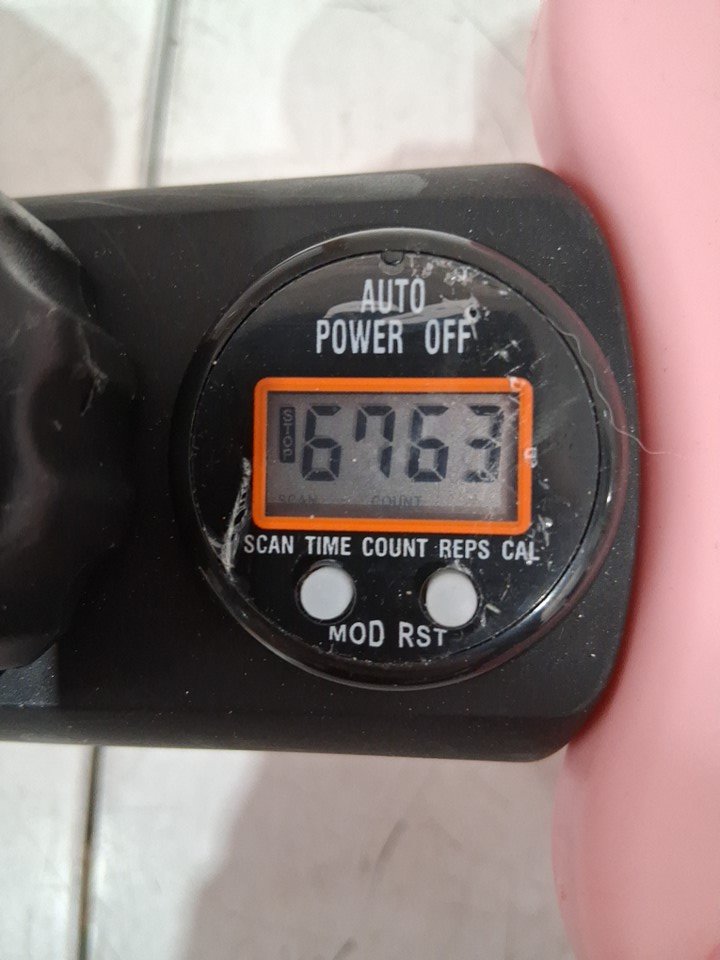 AUTO
POWER OFF
STOP
6763
SCAN COUNT
SCAN TIME COUNT REPS CAL
MOD RST